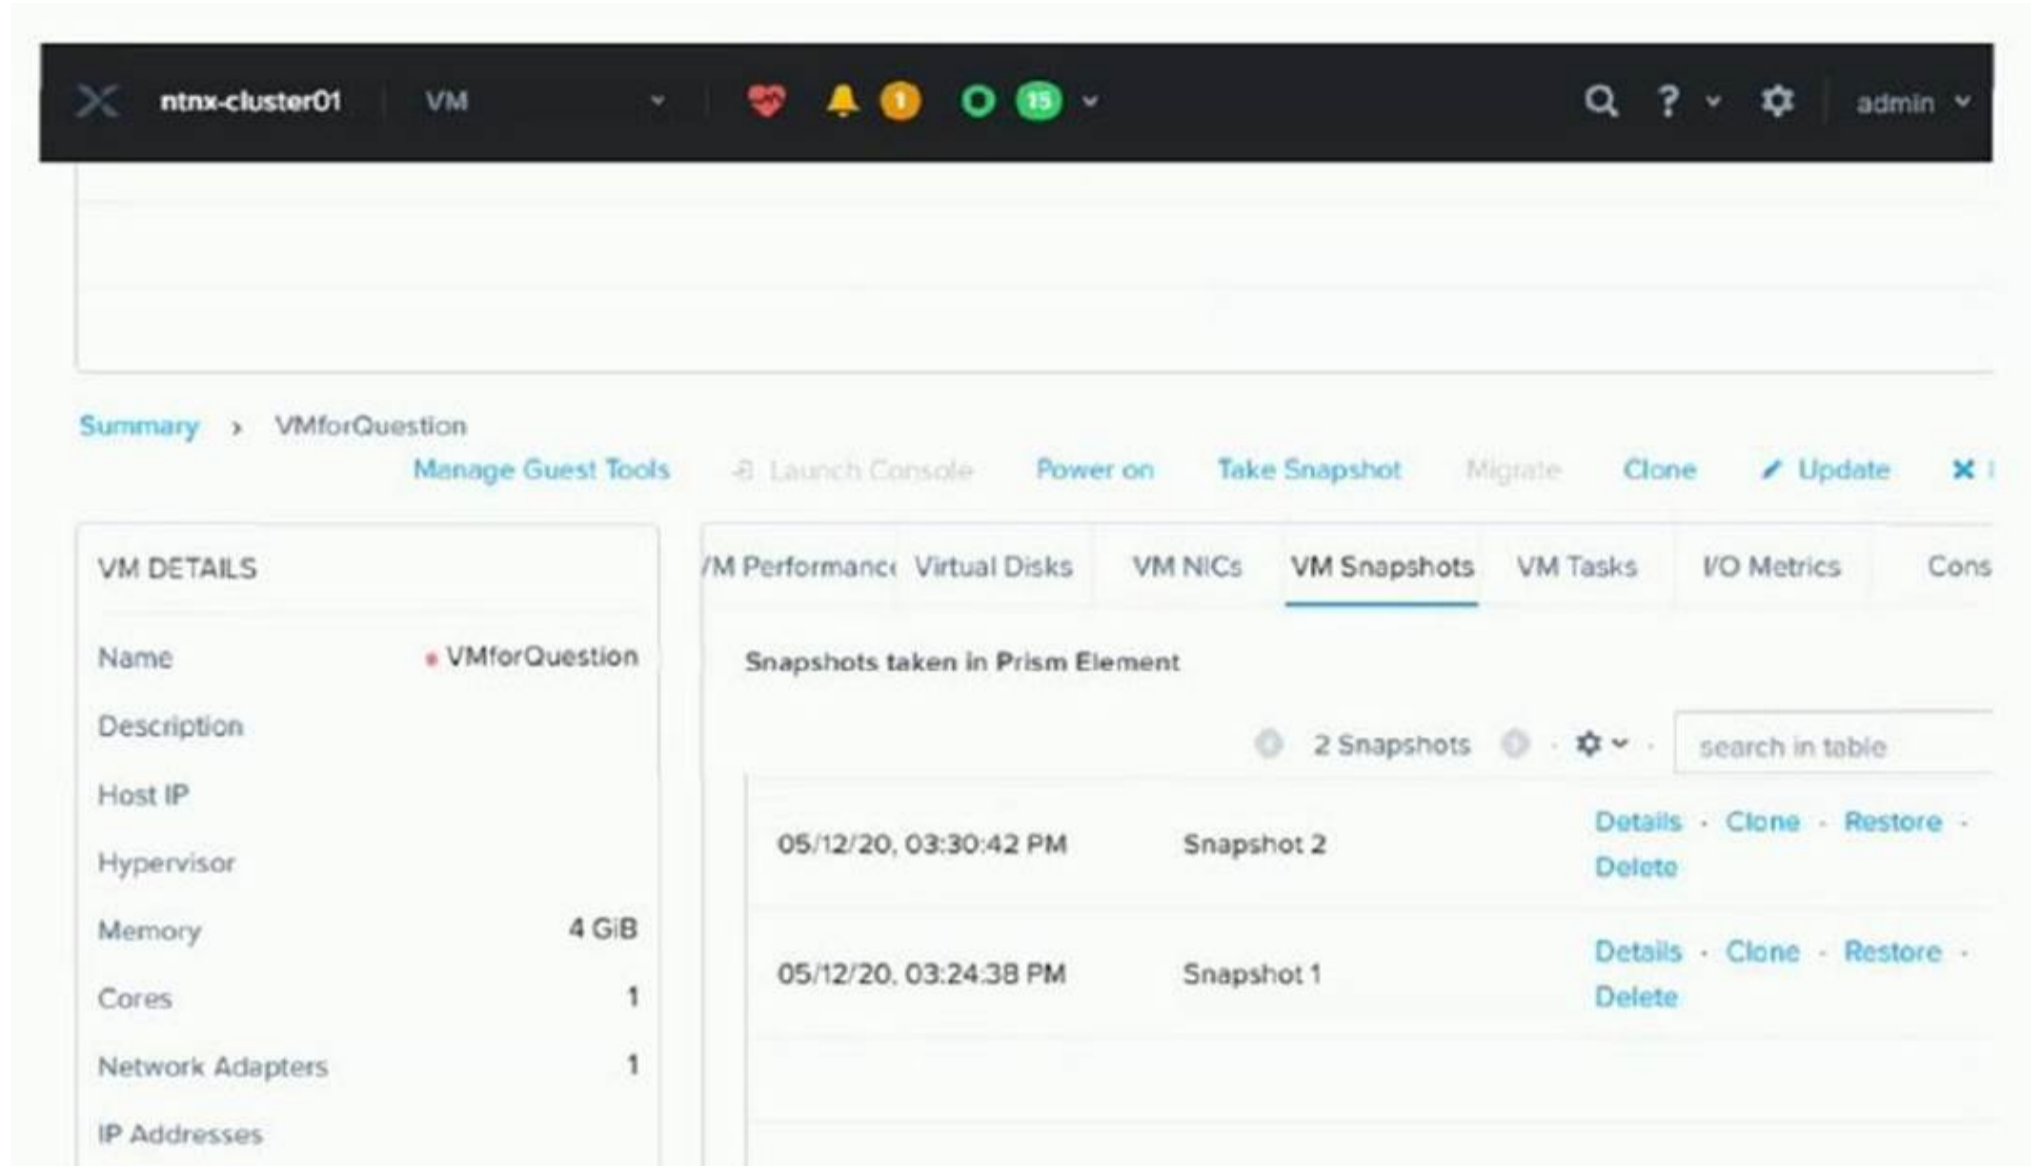 ntnx-cluster01 VM 1 15 ? admin
Summary > VMforQuestion
Manage Guest Tools Launch Console Power on Take Snapshot Migrate Clone Update
VM DETAILS
Name VMforQuestion
Description
Host IP
Hypervisor
Memory 4 GiB
Cores 1
Network Adapters 1
IP Addresses
VM Performance Virtual Disks VM NICs VM Snapshots VM Tasks I/O Metrics Cons
Snapshots taken in Prism Element
2 Snapshots search in table
05/12/20, 03:30:42 PM Snapshot 2 Details · Clone · Restore ·
Delete
05/12/20, 03:24:38 PM Snapshot 1 Details · Clone · Restore ·
Delete